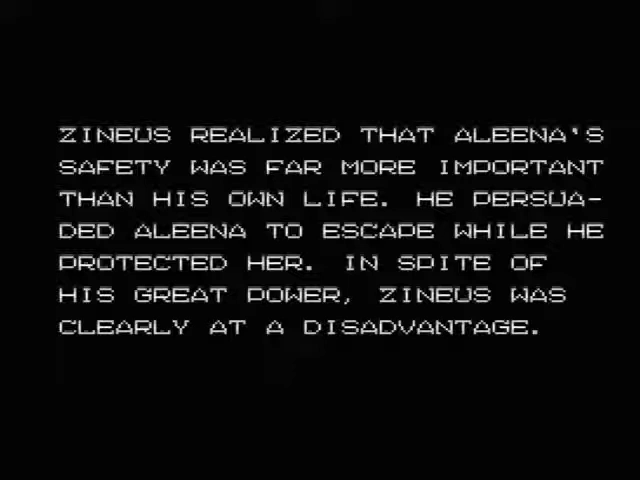 ZINEUS REALIZED THAT ALEENA'S
SAFETY WAS FAR MORE IMPORTANT
THAN HIS OWN LIFE. HE PERSUA-
DED ALEENA TO ESCAPE WHILE HE
PROTECTED HER. IN SPITE OF
HIS GREAT POWER, ZINEUS WAS
CLEARLY AT A DISADVANTAGE.